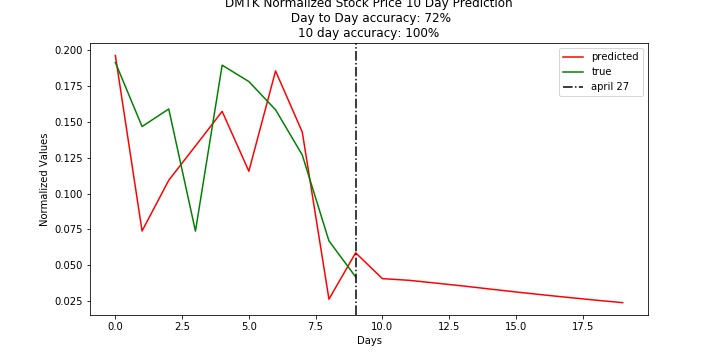 DMTK Normalized Stock Price 10 Day Prediction
Day to Day accuracy: 72%
10 day accuracy: 100%
predicted
true
april 27
Normalized Values
0.200
0.175
0.150
0.125
0.100
0.075
0.050
0.025
0.0
2.5
5.0
7.5
10.0
12.5
15.0
17.5
Days